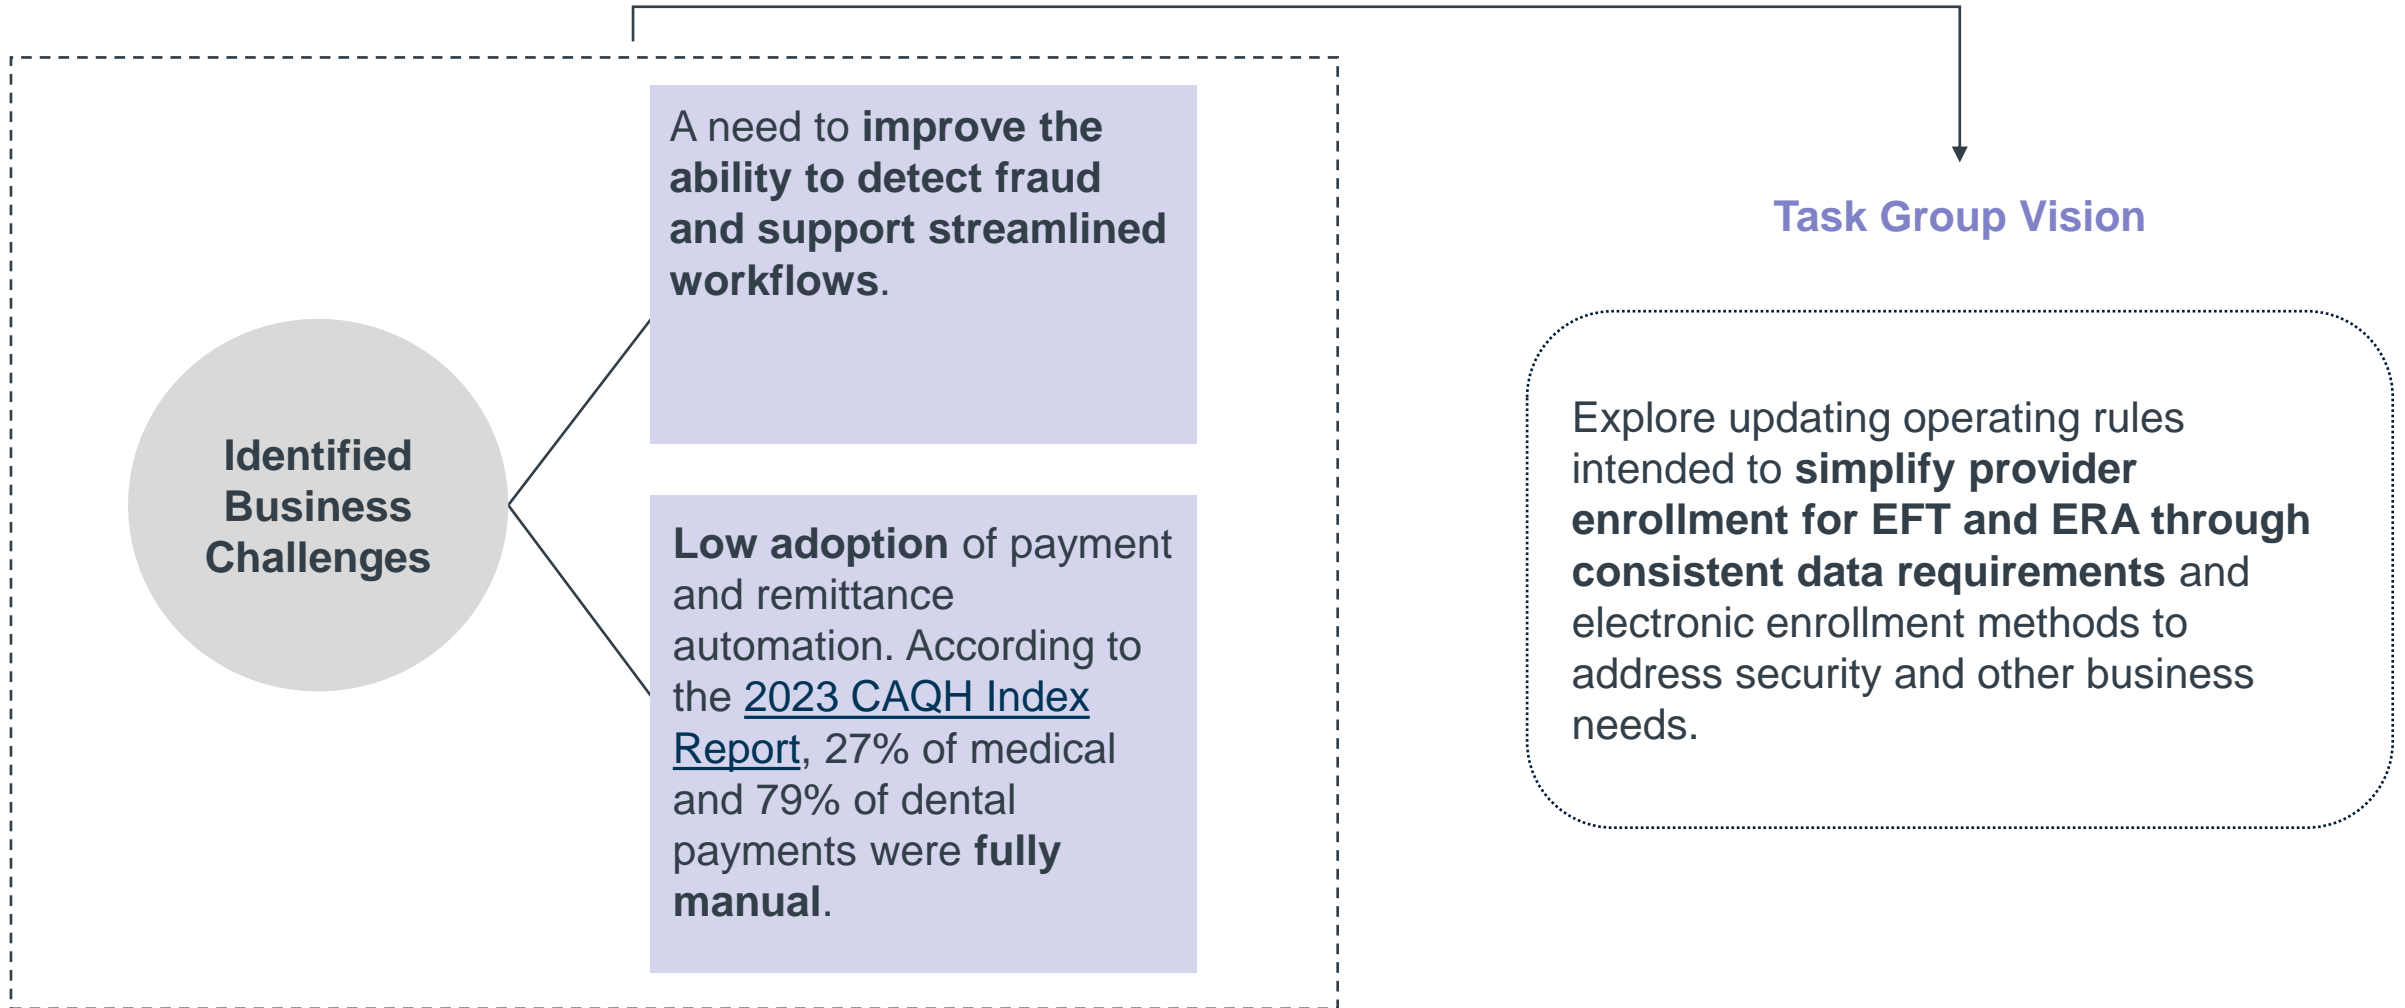 Identified
Business
Challenges
A need to improve the
ability to detect fraud
and support streamlined
workflows.
Low adoption of payment
and remittance
automation. According to
the 2023 CAQH Index
Report, 27% of medical
and 79% of dental
payments were fully
manual.
Task Group Vision
Explore updating operating rules
intended to simplify provider
enrollment for EFT and ERA through
consistent data requirements and
electronic enrollment methods to
address security and other business
needs.